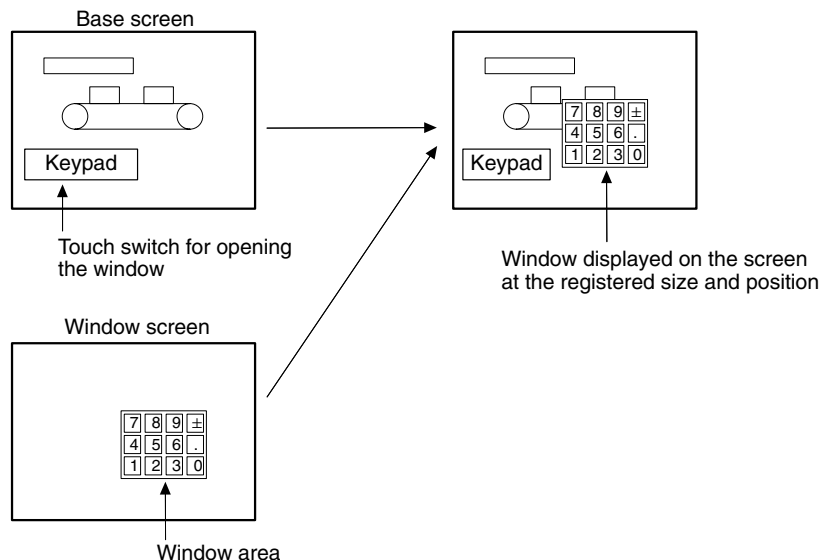 Base screen
Keypad
Touch switch for opening
the window
7 8 9 ±
4 5 6 .
1 2 3 0
Keypad
Window displayed on the screen
at the registered size and position
Window screen
7 8 9 ±
4 5 6 .
1 2 3 0
Window area